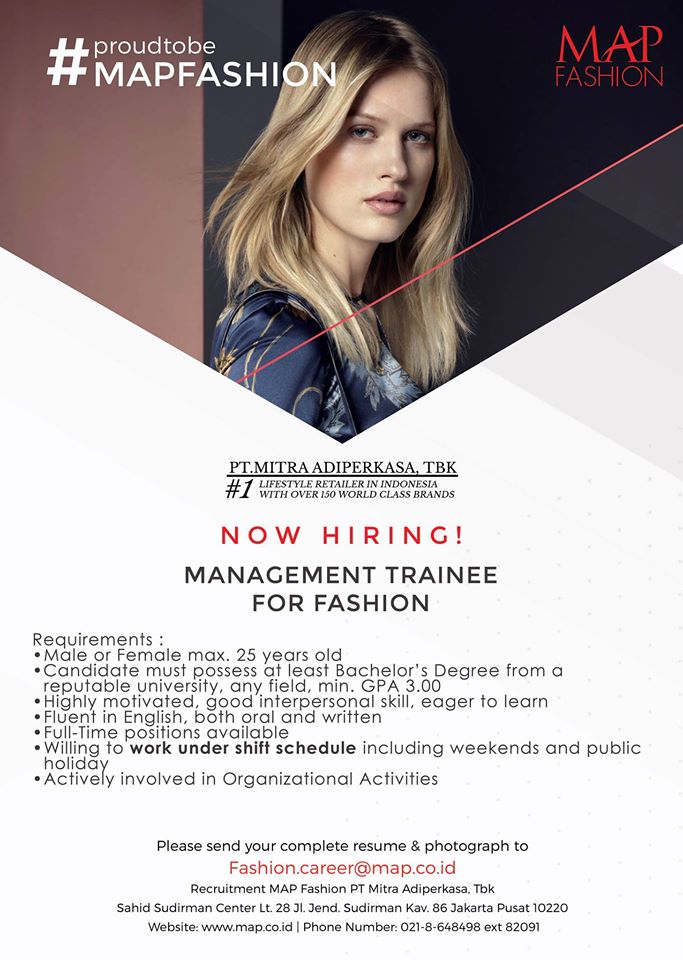 #proudtobe
MAPFASHION
MAP
FASHION
PT.MITRA ADIPERKASA, TBK
#1 LIFESTYLE RETAILER IN INDONESIA
WITH OVER 150 WORLD CLASS BRANDS
NOW HIRING!
MANAGEMENT TRAINEE
FOR FASHION
Requirements :
•Male or Female max. 25 years old
•Candidate must possess at least Bachelor's Degree from a
reputable university, any field, min. GPA 3.00
•Highly motivated, good interpersonal skill, eager to learn
•Fluent in English, both oral and written
•Full-Time positions available
•Willing to work under shift schedule including weekends and public
holiday
•Actively involved in Organizational Activities
Please send your complete resume & photograph to
Fashion.career@map.co.id
Recruitment MAP Fashion PT Mitra Adiperkasa, Tbk
Sahid Sudirman Center Lt. 28 Jl. Jend. Sudirman Kav. 86 Jakarta Pusat 10220
Website: www.map.co.id | Phone Number: 021-8-648498 ext 82091